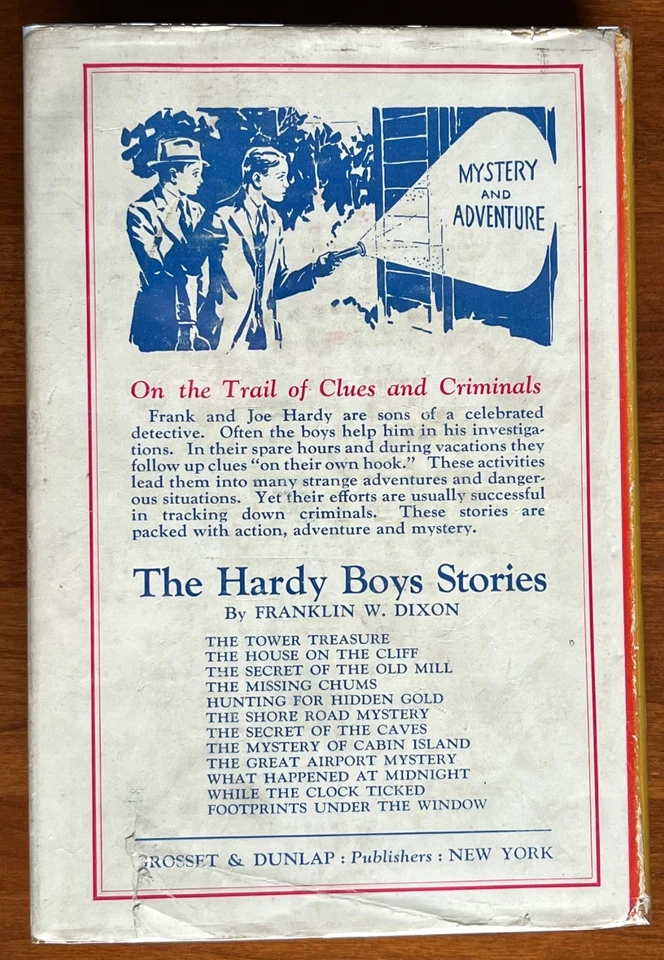 MYSTERY
AND
ADVENTURE
On the Trail of Clues and Criminals
Frank and Joe Hardy are sons of a celebrated
detective. Often the boys help him in his investiga-
tions. In their spare hours and during vacations they
follow up clues "on their own hook." These activities
lead them into many strange adventures and danger-
ous situations. Yet their efforts are usually successful
in tracking down criminals. These stories are
packed with action, adventure and mystery.
The Hardy Boys Stories
By FRANKLIN W. DIXON
THE TOWER TREASURE
THE HOUSE ON THE CLIFF
THE SECRET OF THE OLD MILL
THE MISSING CHUMS
HUNTING FOR HIDDEN GOLD
THE SHORE ROAD MYSTERY
THE SECRET OF THE CAVES
THE MYSTERY OF CABIN ISLAND
THE GREAT AIRPORT MYSTERY
WHAT HAPPENED AT MIDNIGHT
WHILE THE CLOCK TICKED
FOOTPRINTS UNDER THE WINDOW
GROSSET & DUNLAP : Publishers : NEW YORK